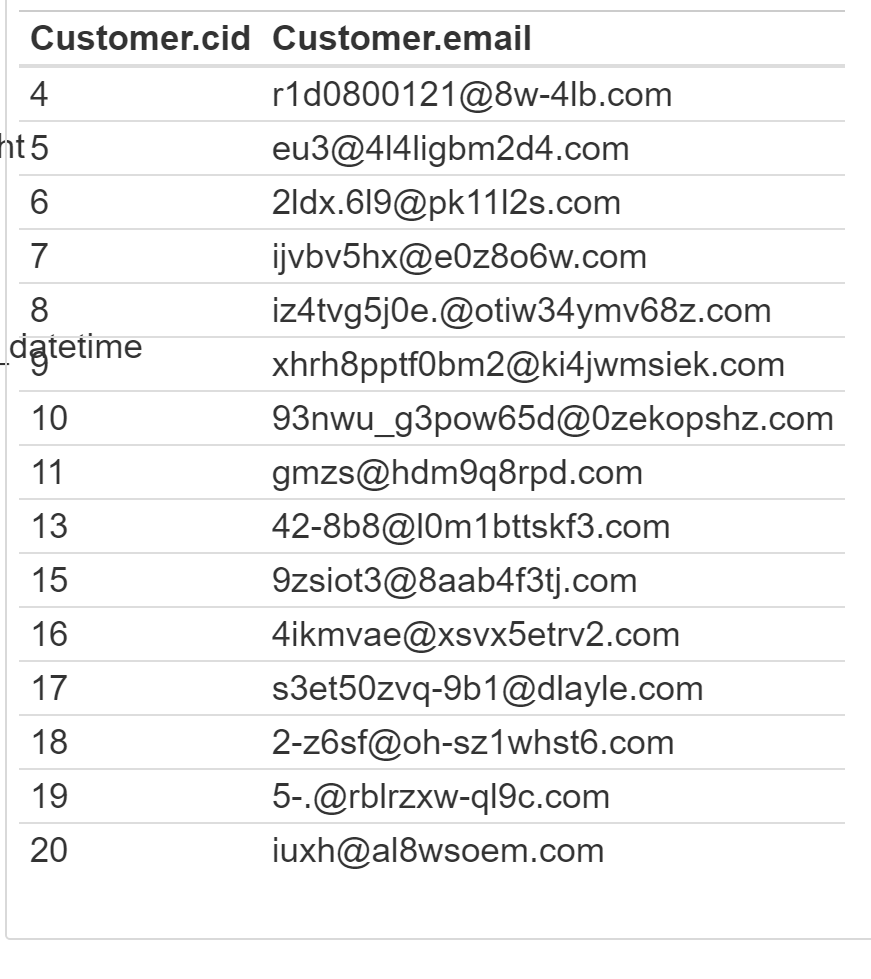 Customer.cid Customer.email
4 r1d0800121@8w-4lb.com
ht 5 eu3@4l4ligbm2d4.com
6 2ldx.6l9@pk11l2s.com
7 ijvbv5hx@e0z8o6w.com
8 iz4tvg5j0e.@otiw34ymv68z.com
_datetime
9 xhrh8pptf0bm2@ki4jwmsiek.com
10 93nwu_g3pow65d@0zekopshz.com
11 gmzs@hdm9q8rpd.com
13 42-8b8@l0m1bttskf3.com
15 9zsiot3@8aab4f3tj.com
16 4ikmvae@xsvx5etrv2.com
17 s3et50zvq-9b1@dlayle.com
18 2-z6sf@oh-sz1whst6.com
19 5-.@rblrzxw-ql9c.com
20 iuxh@al8wsoem.com